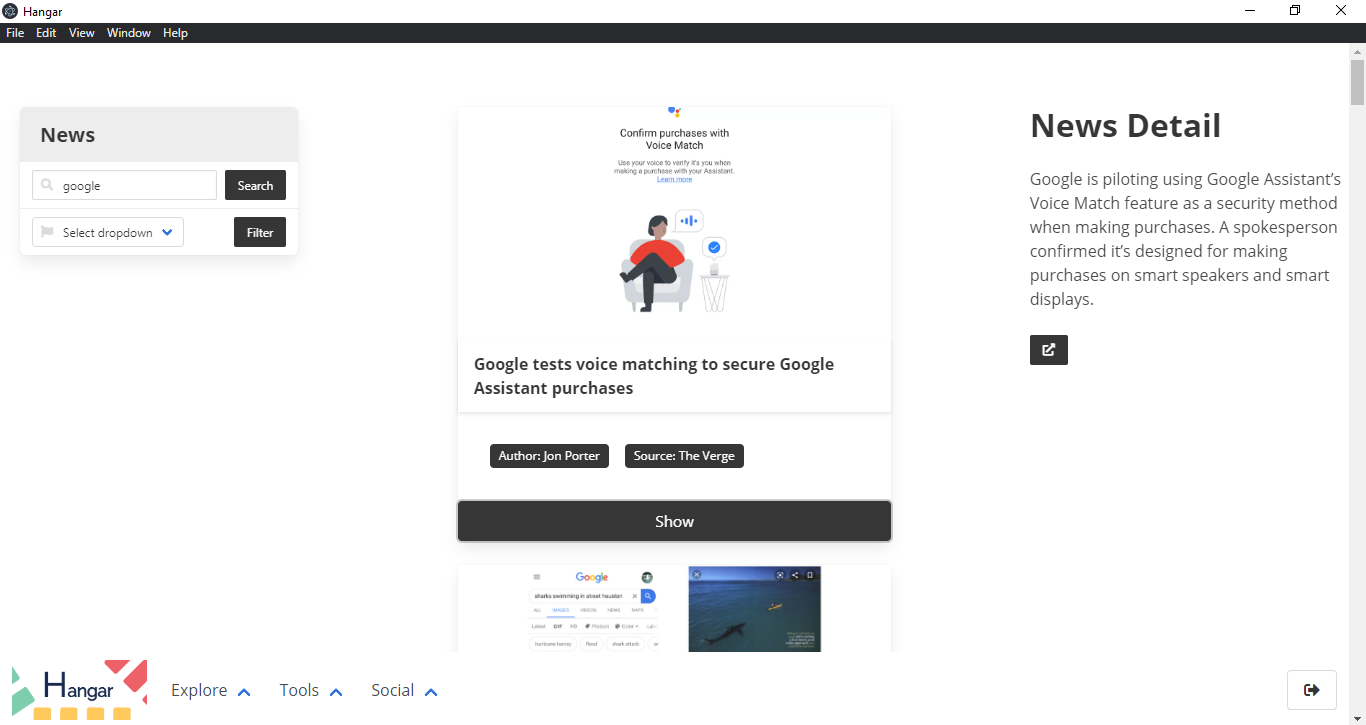 Hangar
File Edit View Window Help
News
google
Search
Select dropdown
Filter
Confirm purchases with
Voice Match
Use your voice to verify it's you when
making a purchase with your Assistant.
Learn more
Google tests voice matching to secure Google
Assistant purchases
Author: Jon Porter
Source: The Verge
Show
Google
sharks swimming in street houston
ALL IMAGES VIDEOS NEWS MAPS
Latest GIF HD Product Color
hurricane harvey flood shark attack
News Detail
Google is piloting using Google Assistant’s
Voice Match feature as a security method
when making purchases. A spokesperson
confirmed it’s designed for making
purchases on smart speakers and smart
displays.
Hangar
Explore
Tools
Social